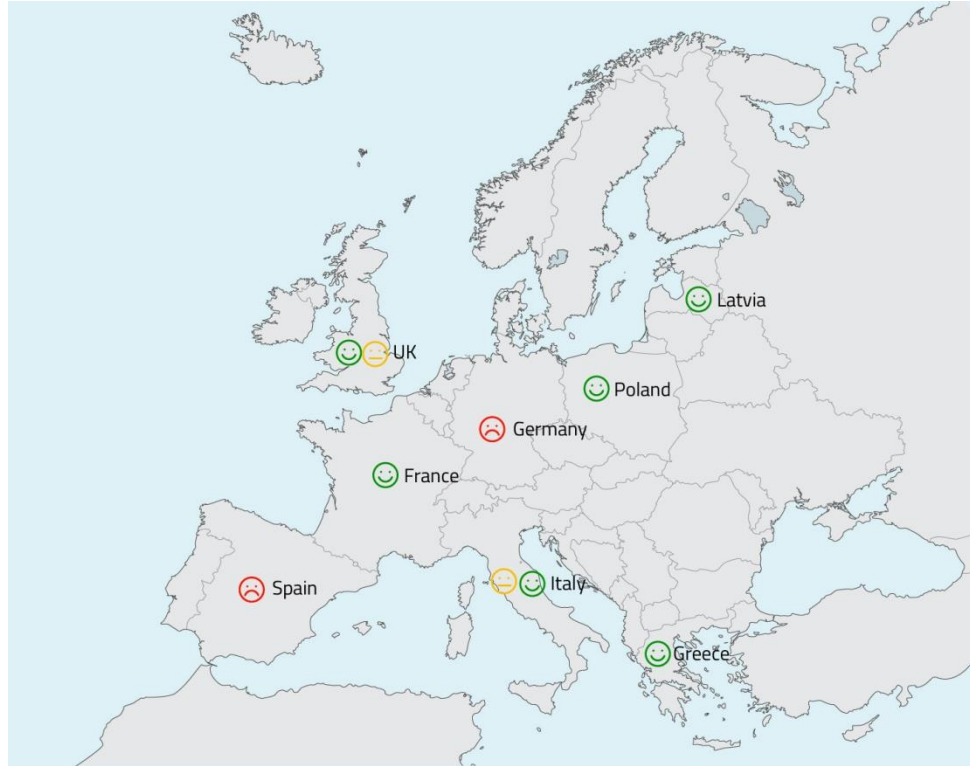 Latvia
UK
Poland
Germany
France
Spain
Italy
Greece